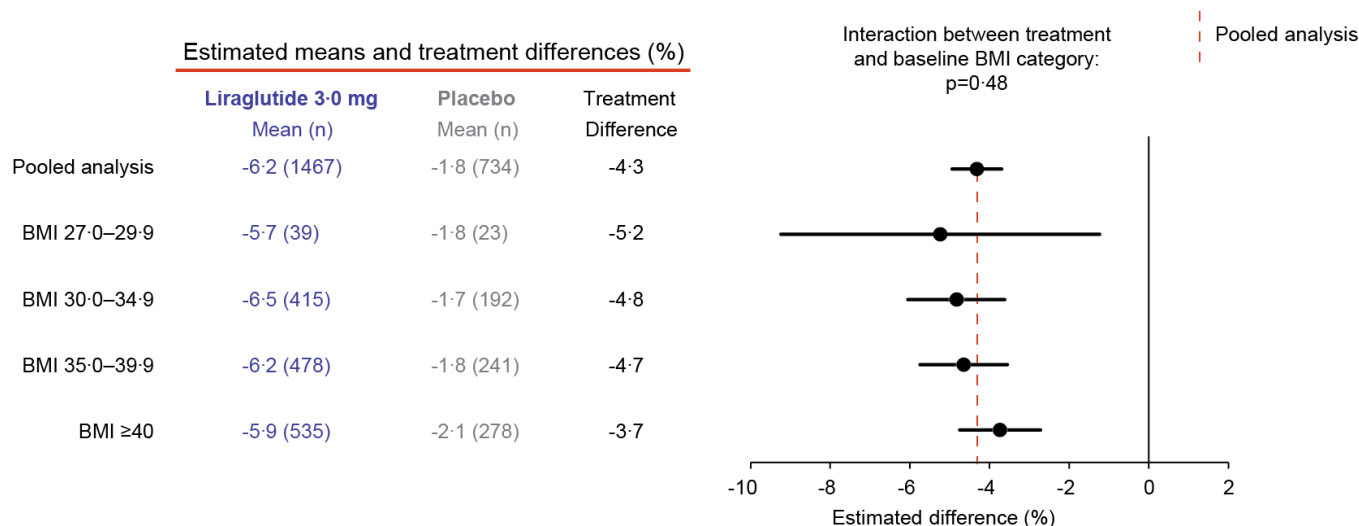 Estimated means and treatment differences (%)
Liraglutide 3·0 mg Placebo Treatment
Mean (n) Mean (n) Difference
Pooled analysis -6·2 (1467) -1·8 (734) -4·3
BMI 27·0–29·9 -5·7 (39) -1·8 (23) -5·2
BMI 30·0–34·9 -6·5 (415) -1·7 (192) -4·8
BMI 35·0–39·9 -6·2 (478) -1·8 (241) -4·7
BMI ≥40 -5·9 (535) -2·1 (278) -3·7
Interaction between treatment
and baseline BMI category:
p=0·48
Pooled analysis
-10 -8 -6 -4 -2 0 2
Estimated difference (%)